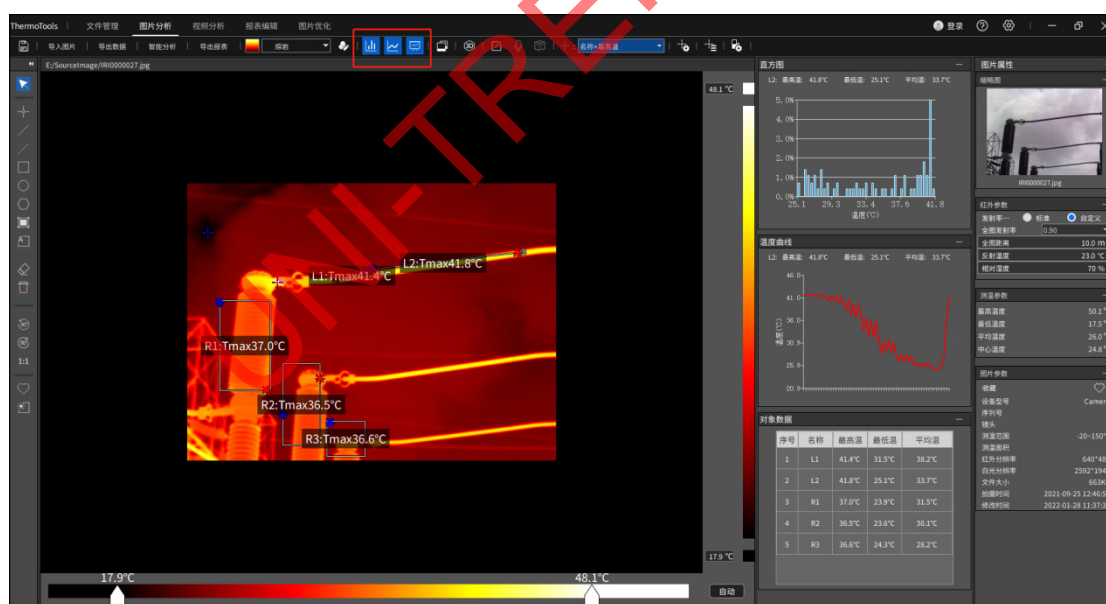 ThermoTools 文件管理 图片分析 视频分析 报表编辑 图片优化 登录
导入图片 导出数据 智能分析 导出报表 熔岩 3D 名称+最高温
E:/SourceImage/IRI0000027.jpg
1:1
48.1 °C
17.9 °C
L2:Tmax41.8°C
L1:Tmax41.4°C
R1:Tmax37.0°C
R2:Tmax36.5°C
R3:Tmax36.6°C
17.9°C 48.1°C
自动
UNI-TRE
直方图
L2: 最高温: 41.8°C 最低温: 25.1°C 平均温: 33.7°C
5.0%
4.0%
3.0%
2.0%
1.0%
0.0%
25.1 29.3 33.4 37.6 41.8
温度(°C)
温度曲线
L2: 最高温: 41.8°C 最低温: 25.1°C 平均温: 33.7°C
46.0
41.0
36.0
30.9
25.9
20.9
温度(°C)
对象数据
序号 名称 最高温 最低温 平均温
1 L1 41.4°C 31.5°C 38.2°C
2 L2 41.8°C 25.1°C 33.7°C
3 R1 37.0°C 23.9°C 31.5°C
4 R2 36.5°C 23.6°C 30.1°C
5 R3 36.6°C 24.3°C 28.2°C
图片属性
缩略图
IRI0000027.jpg
红外参数
发射率… 标准 自定义
全图发射率 0.90
全图距离 10.0 m
反射温度 23.0 °C
相对湿度 70 %
测温参数
最高温度 50.1°
最低温度 17.5°
平均温度 26.0°
中心温度 24.8°
图片参数
收藏
设备型号 Camer
序列号
镜头
测温范围 -20~150°
测温面积
红外分辨率 640*48
白光分辨率 2592*194
文件大小 663K
拍摄时间 2021-09-25 12:46:5
修改时间 2022-01-28 11:37:3